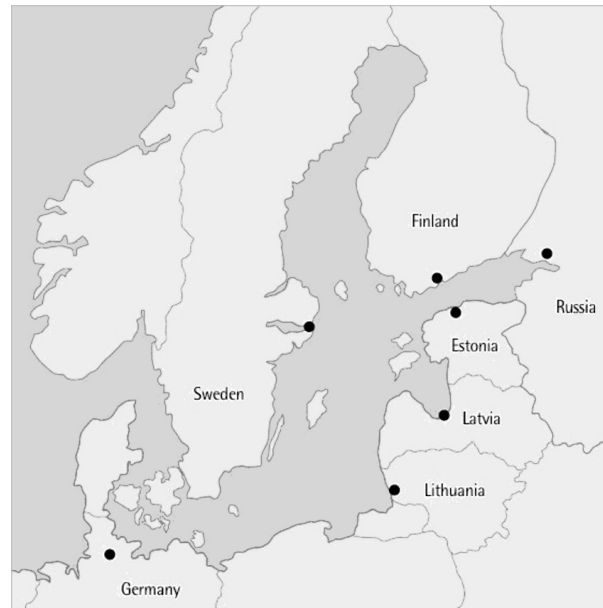 Finland
Russia
Estonia
Sweden
Latvia
Lithuania
Germany